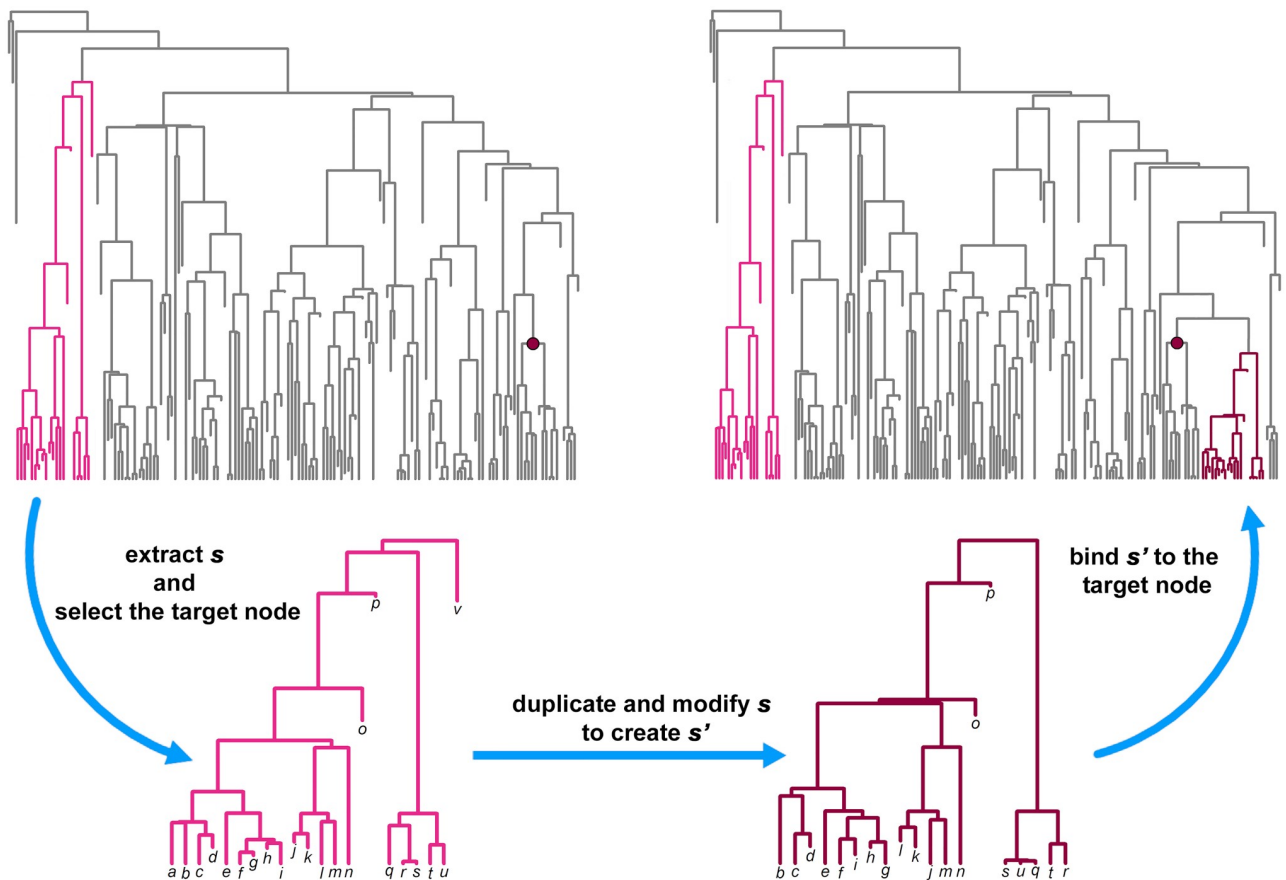 extract s
and
select the target node
duplicate and modify s
to create s'
bind s' to the
target node
p
v
o
a b c d e f g h i j k l m n q r s t u
p
o
b c d e f i h g l k j m n s u q t r